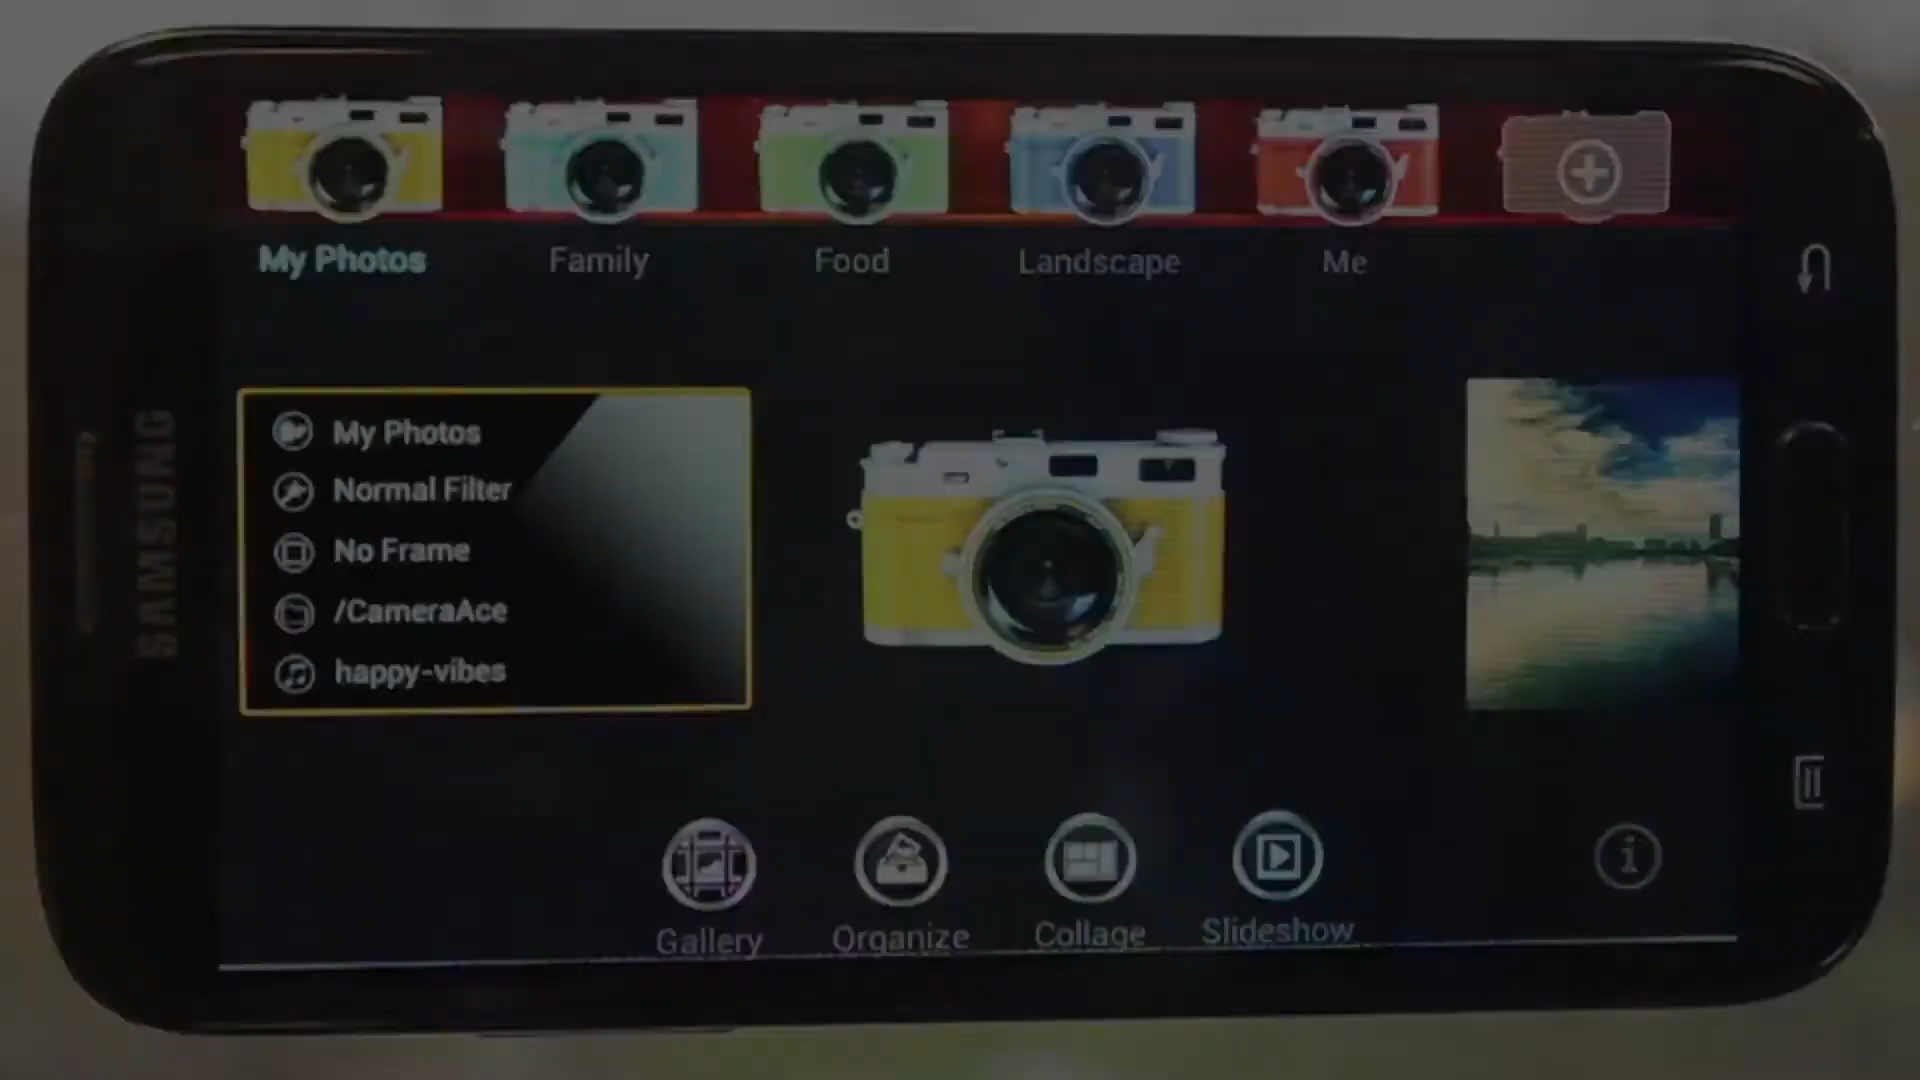 My Photos
Family
Food
Landscape
Me
SAMSUNG
My Photos
Normal Filter
No Frame
/CameraAce
happy-vibes
Gallery
Organize
Collage
Slideshow